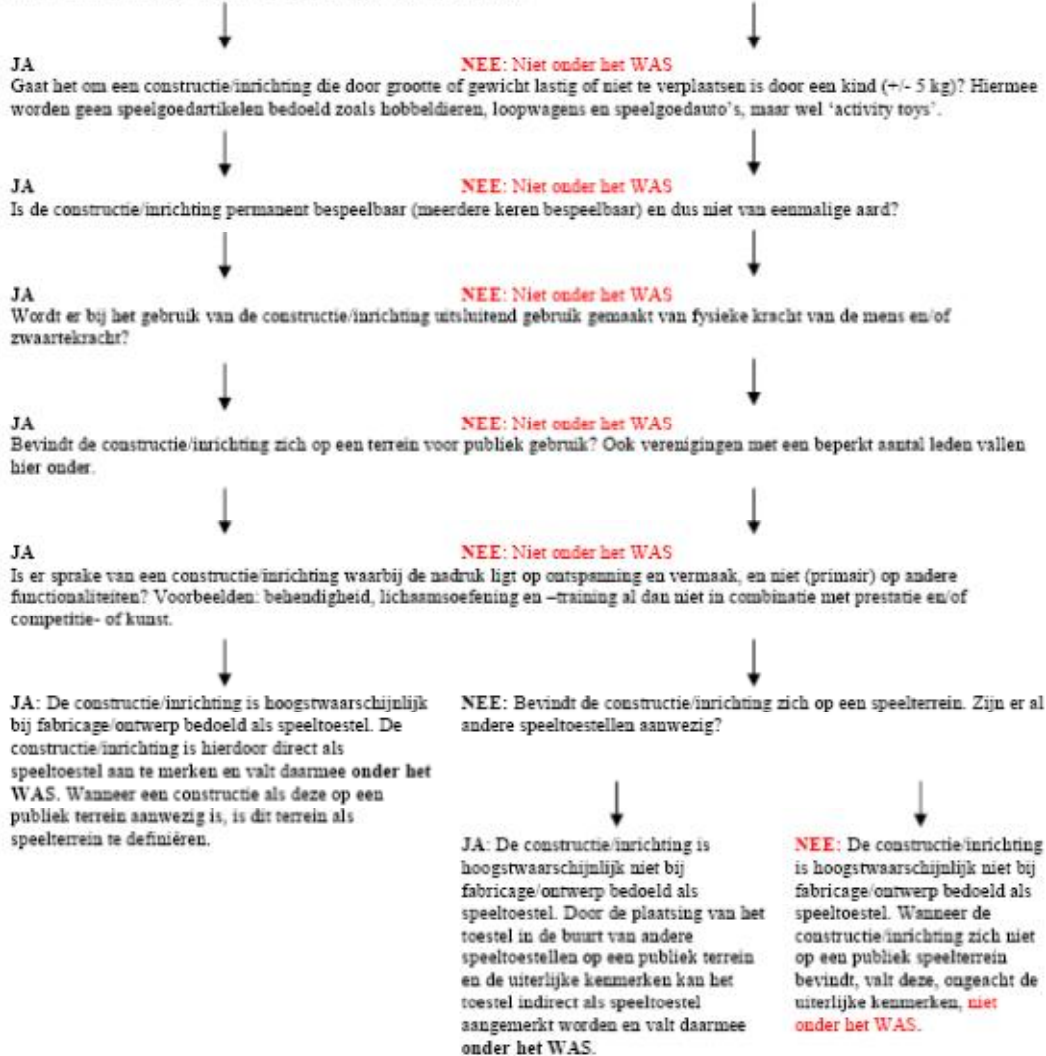 JA
NEE: Niet onder het WAS
Gaat het om een constructie/inrichting die door grootte of gewicht lastig of niet te verplaatsen is door een kind (+/- 5 kg)? Hiermee
worden geen speelgoedartikelen bedoeld zoals hobbeldieren, loopwagens en speelgoedauto's, maar wel 'activity toys'.
JA
NEE: Niet onder het WAS
Is de constructie/inrichting permanent bespeelbaar (meerdere keren bespeelbaar) en dus niet van eenmalige aard?
JA
NEE: Niet onder het WAS
Wordt er bij het gebruik van de constructie/inrichting uitsluitend gebruik gemaakt van fysieke kracht van de mens en/of
zwaartekracht?
JA
NEE: Niet onder het WAS
Bevindt de constructie/inrichting zich op een terrein voor publiek gebruik? Ook verenigingen met een beperkt aantal leden vallen
hier onder.
JA
NEE: Niet onder het WAS
Is er sprake van een constructie/inrichting waarbij de nadruk ligt op ontspanning en vermaak, en niet (primair) op andere
functionaliteiten? Voorbeelden: behendigheid, lichaamsoefening en –training al dan niet in combinatie met prestatie en/of
competitie- of kunst.
JA: De constructie/inrichting is hoogstwaarschijnlijk
bij fabricage/ontwerp bedoeld als speeltoestel. De
constructie/inrichting is hierdoor direct als
speeltoestel aan te merken en valt daarmee onder het
WAS. Wanneer een constructie als deze op een
publiek terrein aanwezig is, is dit terrein als
speelterrein te definiëren.
NEE: Bevindt de constructie/inrichting zich op een speelterrein. Zijn er al
andere speeltoestellen aanwezig?
JA: De constructie/inrichting is
hoogstwaarschijnlijk niet bij
fabricage/ontwerp bedoeld als
speeltoestel. Door de plaatsing van het
toestel in de buurt van andere
speeltoestellen op een publiek terrein
en de uiterlijke kenmerken kan het
toestel indirect als speeltoestel
aangemerkt worden en valt daarmee
onder het WAS.
NEE: De constructie/inrichting
is hoogstwaarschijnlijk niet bij
fabricage/ontwerp bedoeld als
speeltoestel. Wanneer de
constructie/inrichting zich niet
op een publiek speelterrein
bevindt, valt deze, ongeacht de
uiterlijke kenmerken, niet
onder het WAS.